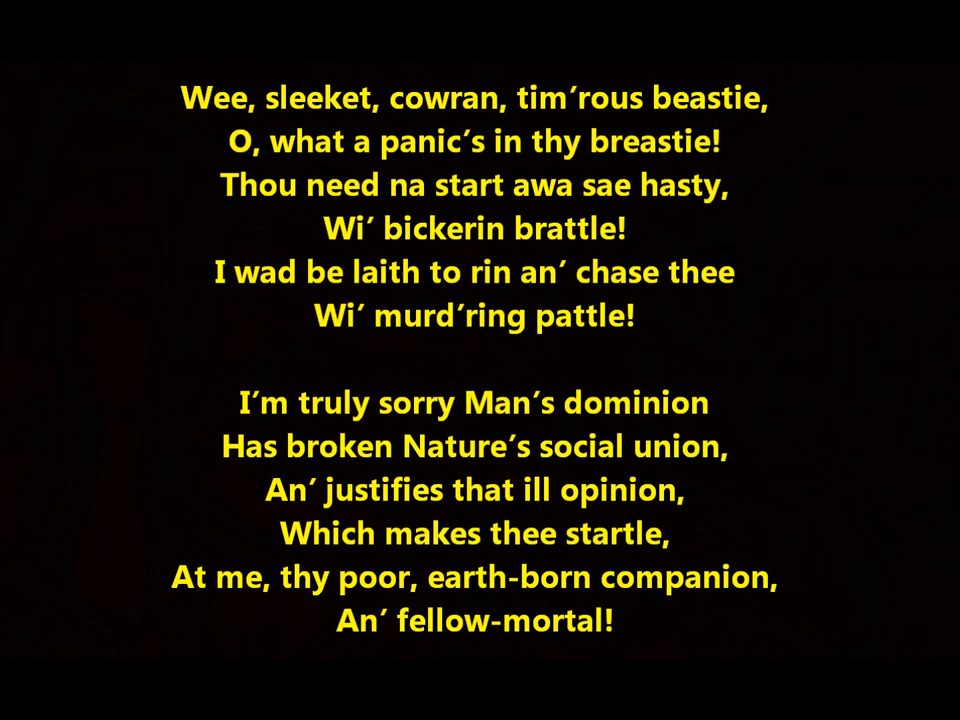 Wee, sleeket, cowran, tim’rous beastie,
O, what a panic’s in thy breastie!
Thou need na start awa sae hasty,
Wi’ bickerin brattle!
I wad be laith to rin an’ chase thee
Wi’ murd’ring pattle!

I’m truly sorry Man’s dominion
Has broken Nature’s social union,
An’ justifies that ill opinion,
Which makes thee startle,
At me, thy poor, earth-born companion,
An’ fellow-mortal!